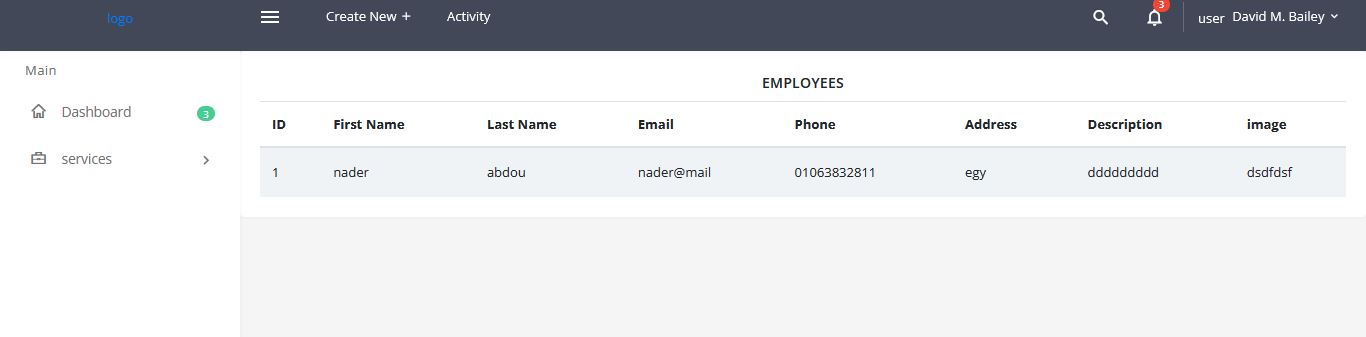 logo
Create New +
Activity
3
user David M. Bailey
Main
Dashboard 3
services
EMPLOYEES
ID First Name Last Name Email Phone Address Description image
1 nader abdou nader@mail 01063832811 egy ddddddddd dsdfdsf